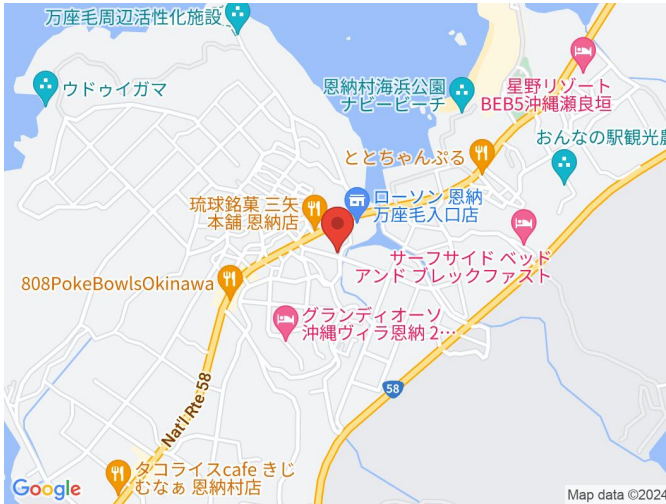 万座毛周辺活性化施設
ウドゥイガマ
恩納村海浜公園
ナビービーチ
星野リゾート
BEB5沖縄瀬良垣
ととちゃんぷる
おんなの駅観光農
琉球銘菓 三矢
本舗 恩納店
ローソン 恩納
万座毛入口店
サーフサイド ベッド
アンド ブレックファスト
808PokeBowlsOkinawa
グランディオーソ
沖縄ヴィラ恩納 2…
58
Nat'l Rte 58
タコライスcafe きじ
むなぁ 恩納村店
Google
Map data ©2024